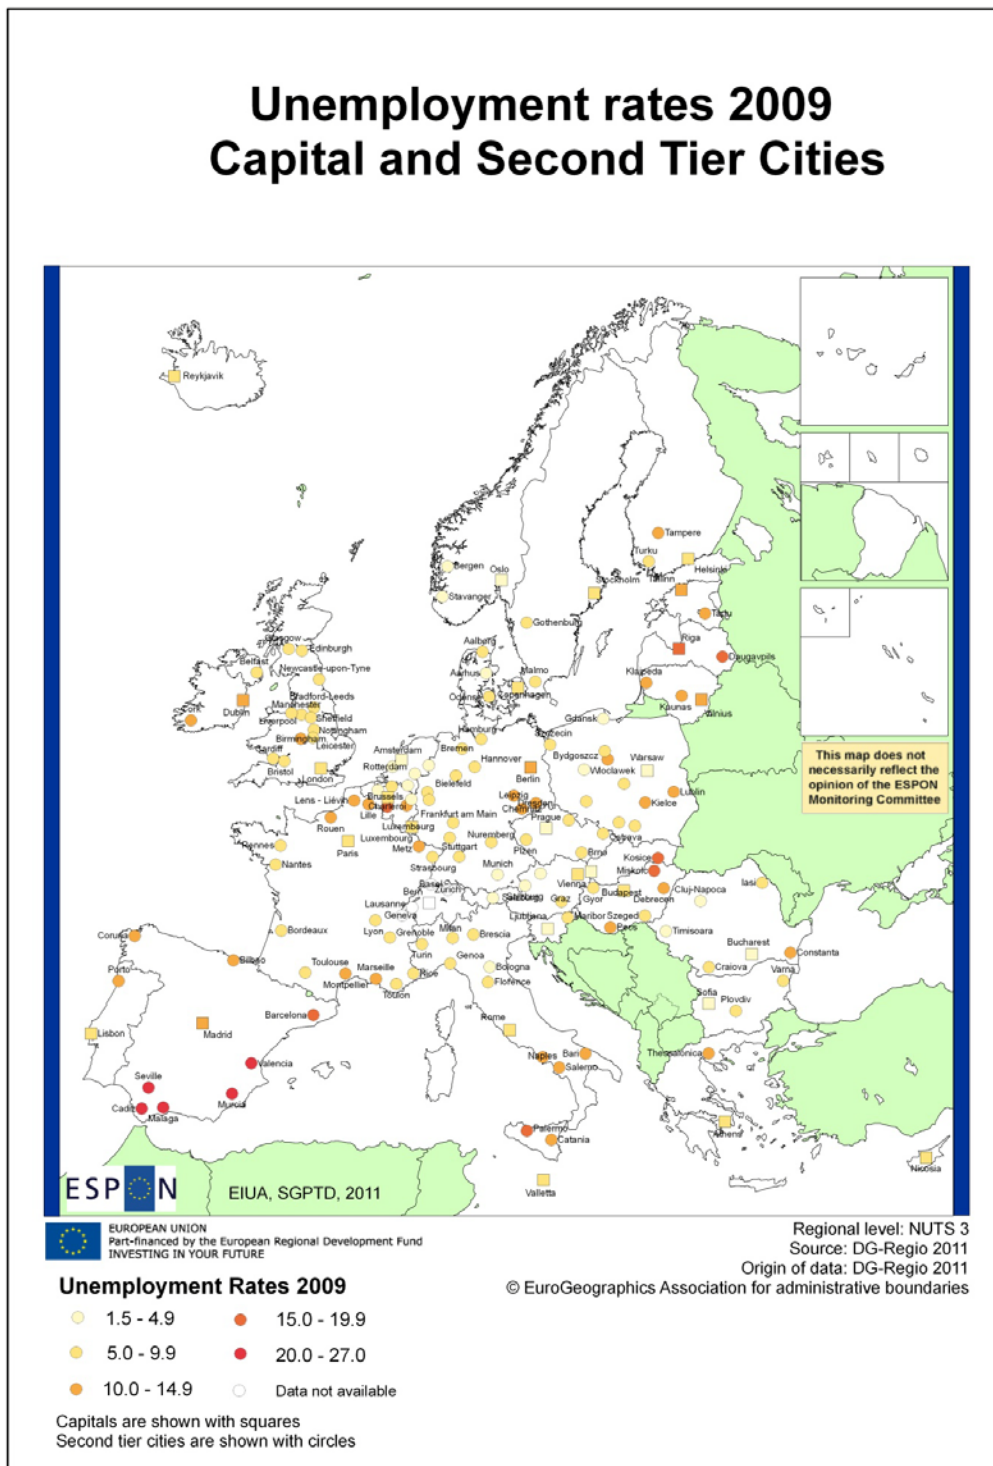 Unemployment rates 2009
Capital and Second Tier Cities
Reykjavik
Tampere
Turku
Helsinki
Bergen
Oslo
Stavanger
Stockholm
Tallinn
Tartu
Gothenburg
Riga
Daugavpils
Glasgow
Edinburgh
Belfast
Newcastle-upon-Tyne
Aalborg
Aarhus
Malmo
Odense
Copenhagen
Klaipeda
Kaunas
Vilnius
Bradford-Leeds
Manchester
Liverpool
Sheffield
Nottingham
Dublin
Cork
Birmingham
Leicester
Cardiff
Bristol
London
Gdansk
Hamburg
Szczecin
Bremen
Bydgoszcz
Warsaw
Amsterdam
Rotterdam
Hannover
Berlin
Wloclawek
Bielefeld
Brussels
Lens - Liévin
Charleroi
Lille
Leipzig
Dresden
Chemnitz
Lublin
Kielce
Rouen
Frankfurt am Main
Luxembourg
Luxembourg
Prague
Ostrava
Rennes
Paris
Metz
Stuttgart
Nuremberg
Plzen
Nantes
Strasbourg
Munich
Brno
Kosice
Miskolc
Basel
Bern
Zurich
Salzburg
Vienna
Gyor
Budapest
Debrecen
Cluj-Napoca
Iasi
Lausanne
Geneva
Graz
Ljubljana
Maribor
Szeged
Pecs
Timisoara
Bordeaux
Lyon
Grenoble
Milan
Brescia
Turin
Genoa
Bucharest
Constanta
Craiova
Varna
Coruna
Bilbao
Toulouse
Marseille
Montpellier
Nice
Toulon
Bologna
Florence
Sofia
Plovdiv
Porto
Barcelona
Madrid
Lisbon
Rome
Naples
Bari
Salerno
Thessalonica
Valencia
Seville
Murcia
Cadiz
Malaga
Palermo
Catania
Athens
Nicosia
Valletta
This map does not
necessarily reflect the
opinion of the ESPON
Monitoring Committee
ESPON
EIUA, SGPTD, 2011
EUROPEAN UNION
Part-financed by the European Regional Development Fund
INVESTING IN YOUR FUTURE
Regional level: NUTS 3
Source: DG-Regio 2011
Origin of data: DG-Regio 2011
© EuroGeographics Association for administrative boundaries
Unemployment Rates 2009
1.5 - 4.9
5.0 - 9.9
10.0 - 14.9
15.0 - 19.9
20.0 - 27.0
Data not available
Capitals are shown with squares
Second tier cities are shown with circles